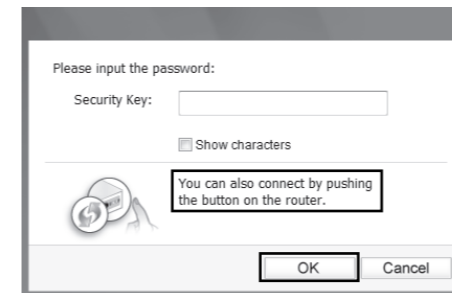 Please input the password:
Security Key:
Show characters
You can also connect by pushing
the button on the router.
OK Cancel